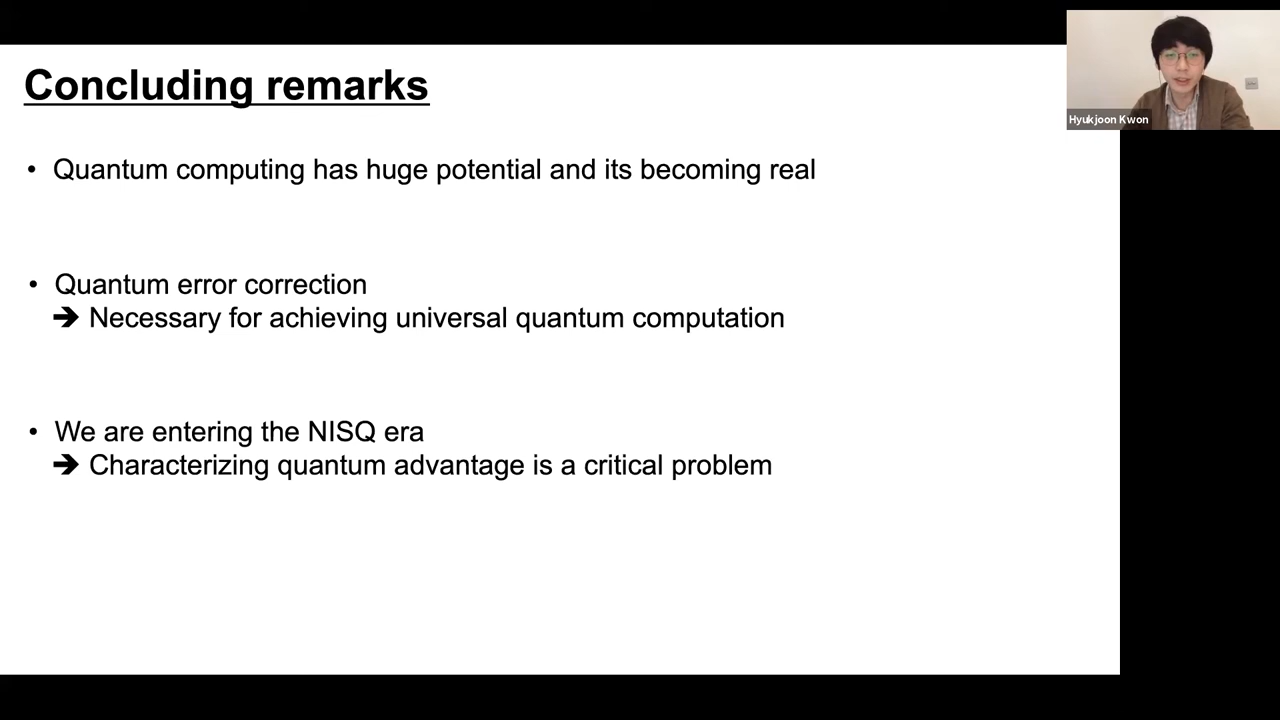 Concluding remarks
Hyukjoon Kwon
• Quantum computing has huge potential and its becoming real
• Quantum error correction
➔ Necessary for achieving universal quantum computation
• We are entering the NISQ era
➔ Characterizing quantum advantage is a critical problem